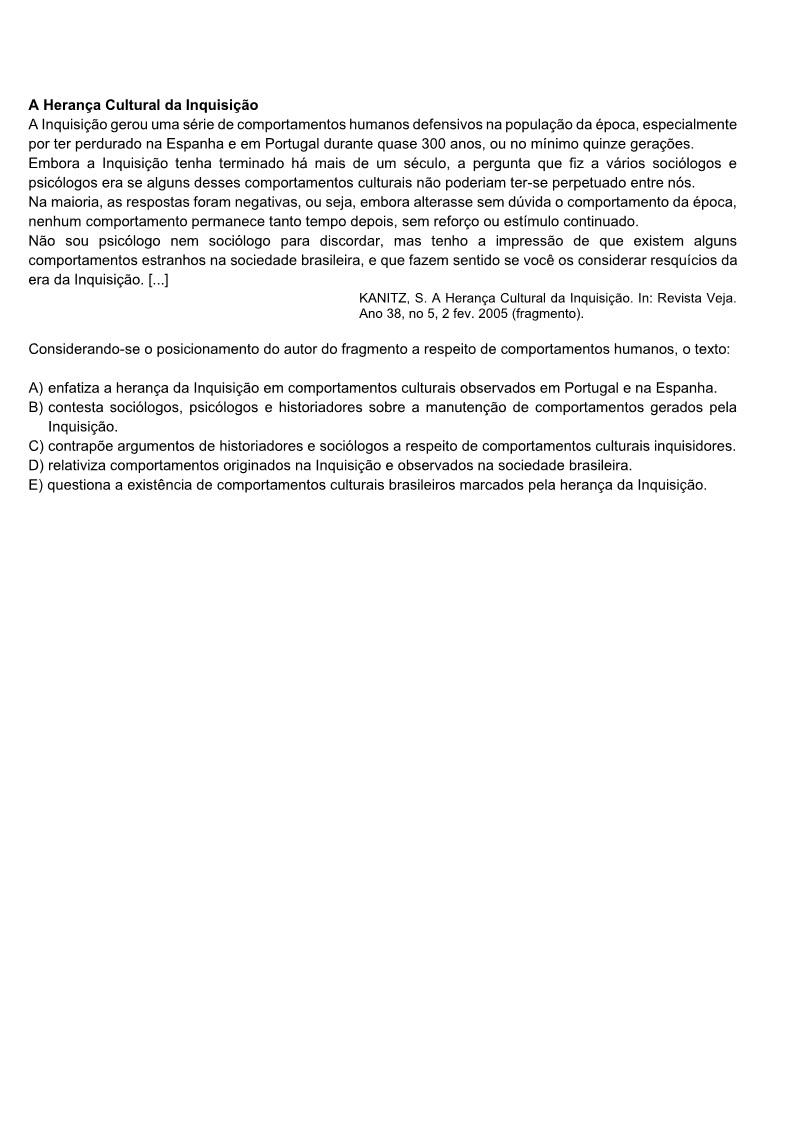 A Herança Cultural da Inquisição
A Inquisição gerou uma série de comportamentos humanos defensivos na população da época, especialmente
por ter perdurado na Espanha e em Portugal durante quase 300 anos, ou no mínimo quinze gerações.
Embora a Inquisição tenha terminado há mais de um século, a pergunta que fiz a vários sociólogos e
psicólogos era se alguns desses comportamentos culturais não poderiam ter-se perpetuado entre nós.
Na maioria, as respostas foram negativas, ou seja, embora alterasse sem dúvida o comportamento da época,
nenhum comportamento permanece tanto tempo depois, sem reforço ou estímulo continuado.
Não sou psicólogo nem sociólogo para discordar, mas tenho a impressão de que existem alguns
comportamentos estranhos na sociedade brasileira, e que fazem sentido se você os considerar resquícios da
era da Inquisição. [...]
KANITZ, S. A Herança Cultural da Inquisição. In: Revista Veja.
Ano 38, no 5, 2 fev. 2005 (fragmento).
Considerando-se o posicionamento do autor do fragmento a respeito de comportamentos humanos, o texto:
A) enfatiza a herança da Inquisição em comportamentos culturais observados em Portugal e na Espanha.
B) contesta sociólogos, psicólogos e historiadores sobre a manutenção de comportamentos gerados pela
Inquisição.
C) contrapõe argumentos de historiadores e sociólogos a respeito de comportamentos culturais inquisidores.
D) relativiza comportamentos originados na Inquisição e observados na sociedade brasileira.
E) questiona a existência de comportamentos culturais brasileiros marcados pela herança da Inquisição.